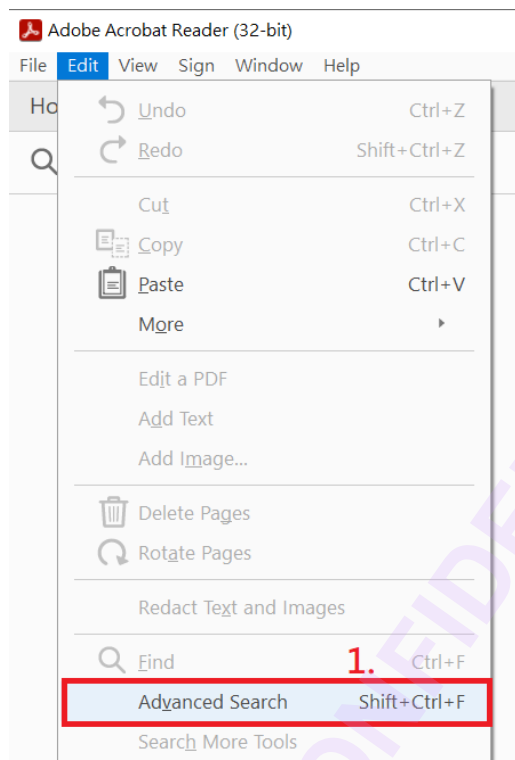 Adobe Acrobat Reader (32-bit)
File Edit View Sign Window Help
Ho
Undo Ctrl+Z
Redo Shift+Ctrl+Z
Cut Ctrl+X
Copy Ctrl+C
Paste Ctrl+V
More
Edit a PDF
Add Text
Add Image...
Delete Pages
Rotate Pages
Redact Text and Images
Find 1. Ctrl+F
Advanced Search Shift+Ctrl+F
Search More Tools
ONFIDE